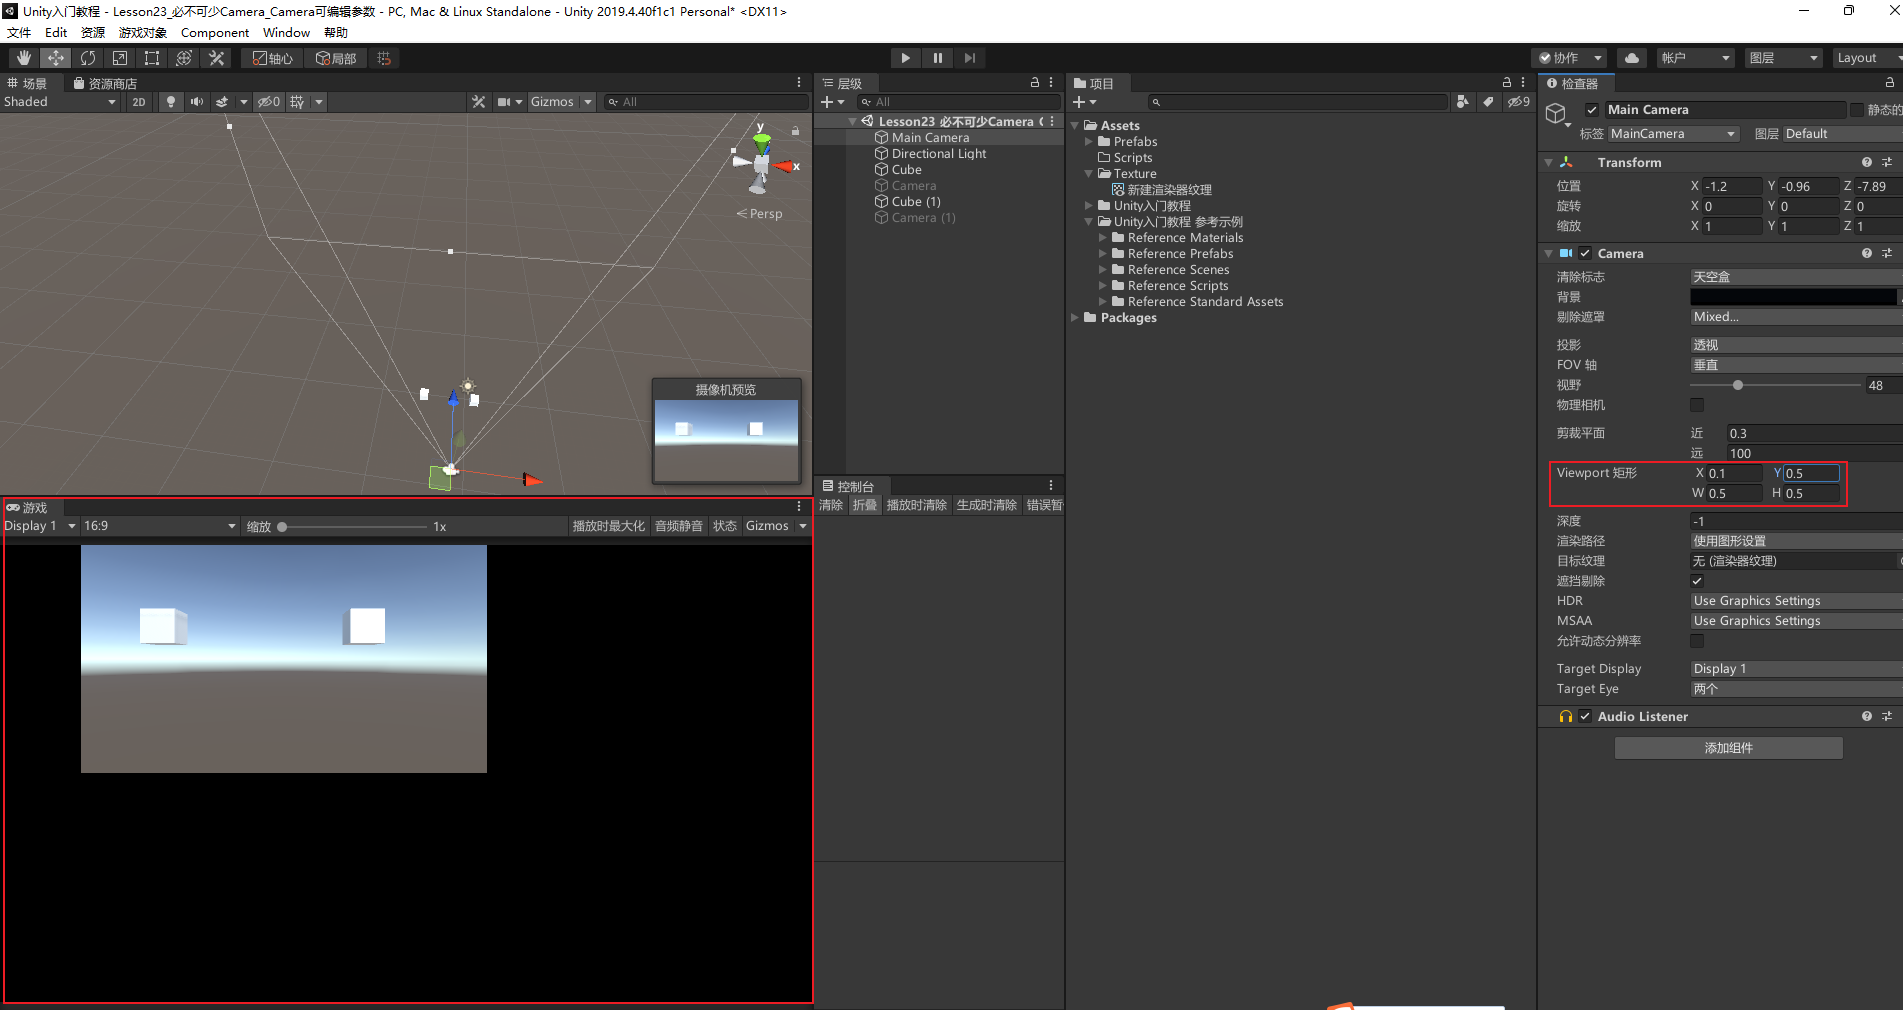 Unity入门教程 - Lesson23_必不可少Camera_Camera可编辑参数 - PC, Mac & Linux Standalone - Unity 2019.4.40f1c1 Personal* <DX11>
文件 Edit 资源 游戏对象 Component Window 帮助
轴心 局部 协作 帐户 图层 Layout
场景 资源商店
Shaded 2D 0 Gizmos All
y
x
Persp
摄像机预览
游戏
Display 1 16:9 缩放 1x 播放时最大化 音频静音 状态 Gizmos
层级
All
Lesson23_必不可少Camera_C
Main Camera
Directional Light
Cube
Camera
Cube (1)
Camera (1)
控制台
清除 折叠 播放时清除 生成时清除 错误暂
项目
9
Assets
Prefabs
Scripts
Texture
新建渲染器纹理
Unity入门教程
Unity入门教程 参考示例
Reference Materials
Reference Prefabs
Reference Scenes
Reference Scripts
Reference Standard Assets
Packages
检查器
Main Camera 静态的
标签 MainCamera 图层 Default
Transform
位置 X -1.2 Y -0.96 Z -7.89
旋转 X 0 Y 0 Z 0
缩放 X 1 Y 1 Z 1
Camera
清除标志 天空盒
背景
剔除遮罩 Mixed...
投影 透视
FOV 轴 垂直
视野 48
物理相机
剪裁平面 近 0.3
远 100
Viewport 矩形 X 0.1 Y 0.5
W 0.5 H 0.5
深度 -1
渲染路径 使用图形设置
目标纹理 无 (渲染器纹理)
遮挡剔除
HDR Use Graphics Settings
MSAA Use Graphics Settings
允许动态分辨率
Target Display Display 1
Target Eye 两个
Audio Listener
添加组件